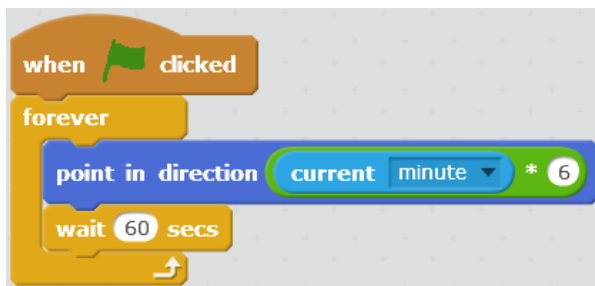 when clicked
forever
point in direction current minute * 6
wait 60 secs